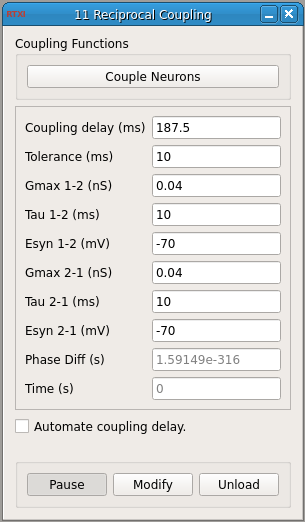 RTXI 11 Reciprocal Coupling
Coupling Functions
Couple Neurons
Coupling delay (ms) 187.5
Tolerance (ms) 10
Gmax 1-2 (nS) 0.04
Tau 1-2 (ms) 10
Esyn 1-2 (mV) -70
Gmax 2-1 (nS) 0.04
Tau 2-1 (ms) 10
Esyn 2-1 (mV) -70
Phase Diff (s) 1.59149e-316
Time (s) 0
Automate coupling delay.
Pause Modify Unload